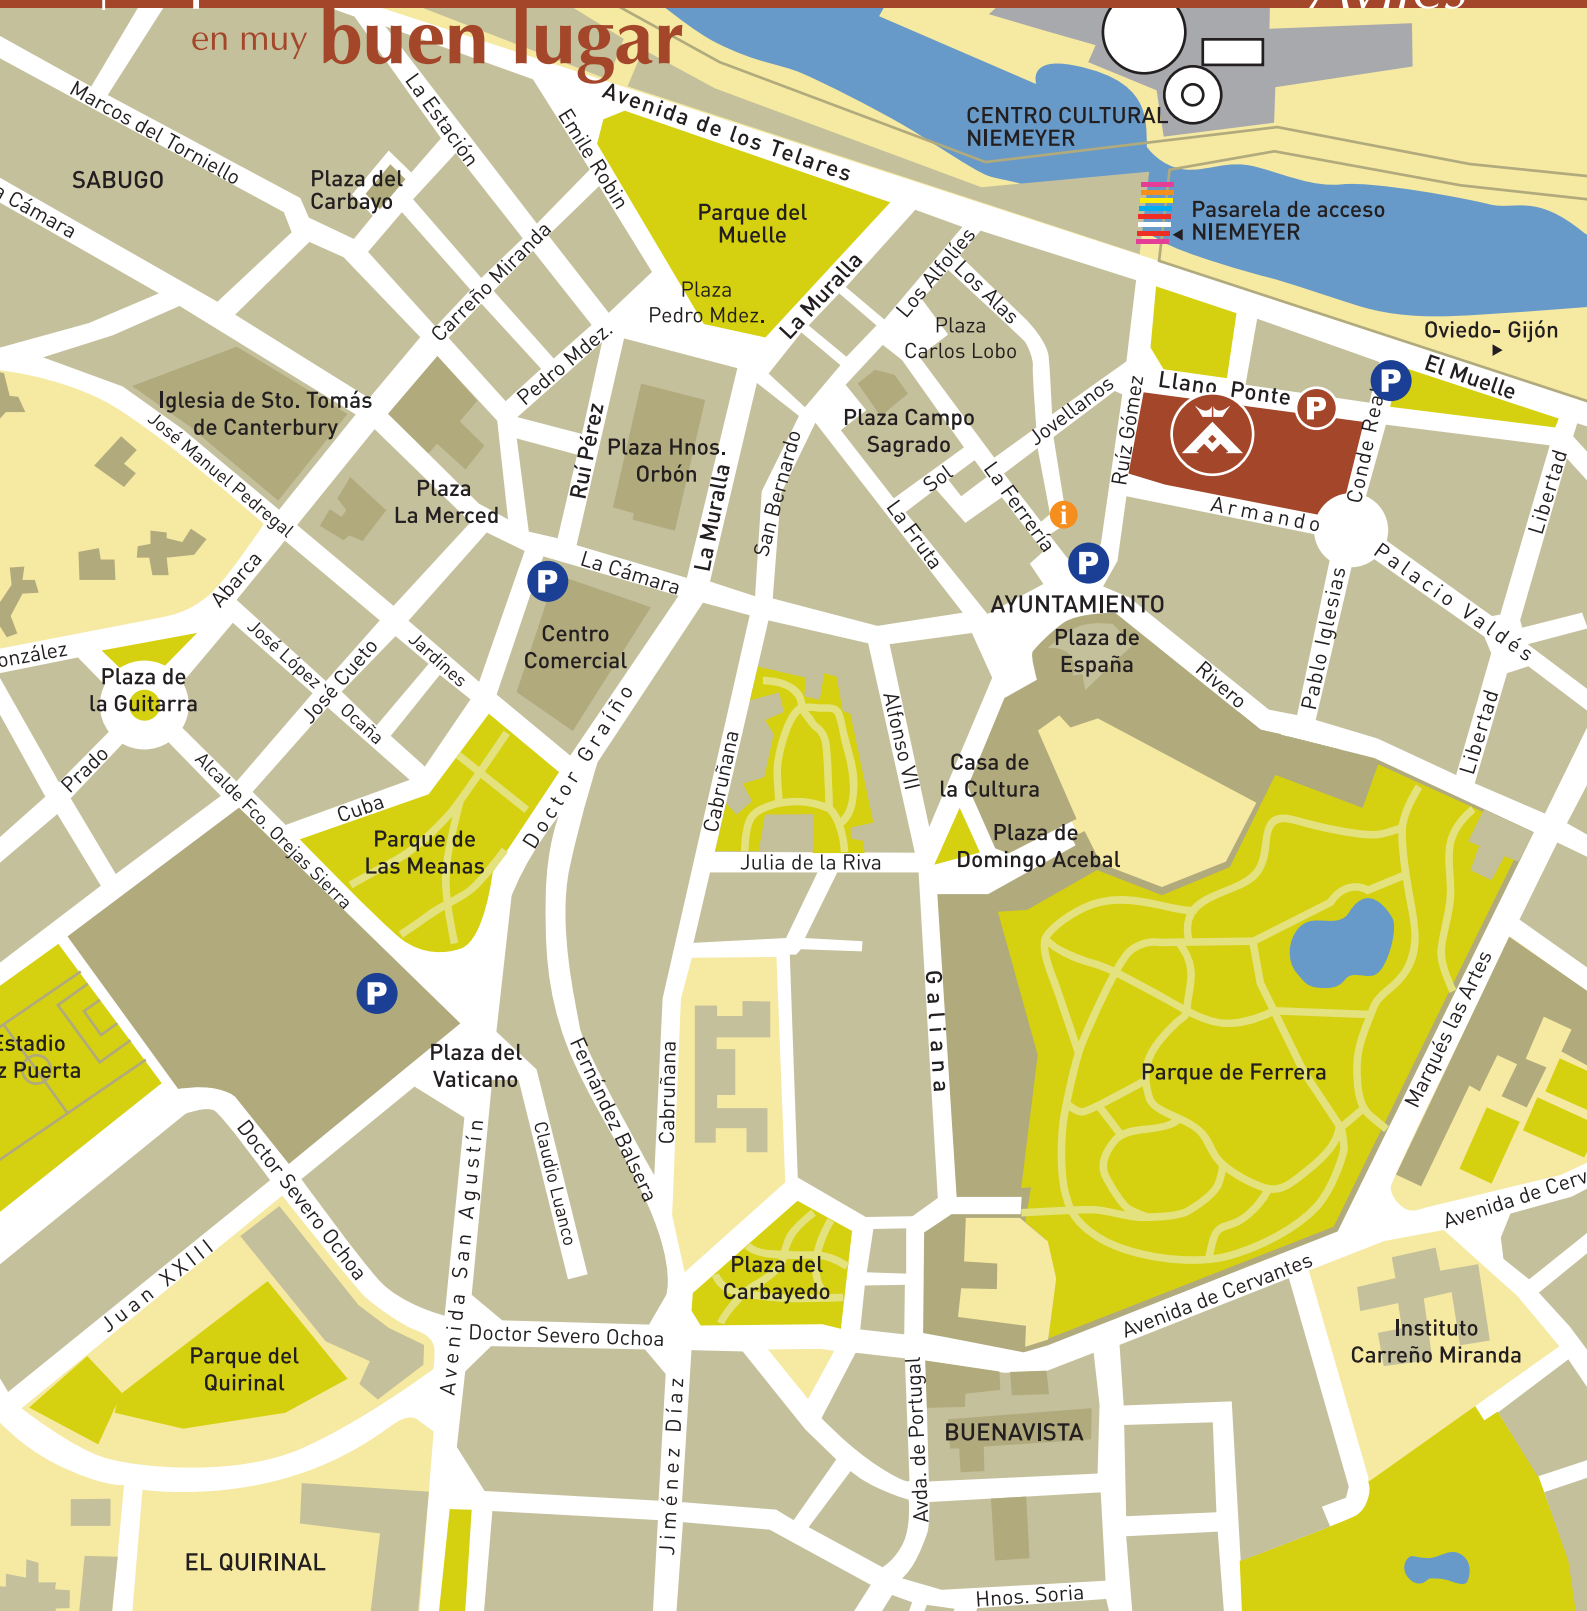 Avilés
en muy buen lugar
Marcos del Torniello
La Estación
Emile Robin
Avenida de los Telares
CENTRO CULTURAL
NIEMEYER
SABUGO
Plaza del
Carbayo
Cámara
Parque del
Muelle
Pasarela de acceso
NIEMEYER
Carreño Miranda
Plaza
Pedro Mdez.
La Muralla
Los Alfolíes
Los Alas
Plaza
Carlos Lobo
Oviedo- Gijón
El Muelle
P
Pedro Mdez.
Llano Ponte
P
Iglesia de Sto. Tomás
de Canterbury
José Manuel Pedregal
Ruí Pérez
Plaza Hnos.
Orbón
La Muralla
San Bernardo
Plaza Campo
Sagrado
Jovellanos
Ruíz Gómez
Conde Real
Libertad
Sol
La Ferrería
La Fruta
Plaza
La Merced
i
Armando
Palacio Valdés
Abarca
P
La Cámara
P
AYUNTAMIENTO
Plaza de
España
Pablo Iglesias
Rivero
Libertad
Centro
Comercial
onzález
José López Ocaña
José Cueto
Jardínes
Plaza de
la Guitarra
Prado
Alcalde Fco. Orejas Sierra
Cuba
Doctor Graíño
Cabruñana
Alfonso VII
Casa de
la Cultura
Plaza de
Domingo Acebal
Parque de
Las Meanas
Julia de la Riva
Galiana
P
Estadio
z Puerta
Plaza del
Vaticano
Fernández Balsera
Cabruñana
Parque de Ferrera
Marqués las Artes
Claudio Luanco
Doctor Severo Ochoa
Avenida San Agustín
Juan XXIII
Avenida de Cerv
Plaza del
Carbayedo
Avenida de Cervantes
Doctor Severo Ochoa
Instituto
Carreño Miranda
Parque del
Quirinal
Jiménez Díaz
Avda. de Portugal
BUENAVISTA
EL QUIRINAL
Hnos. Soria